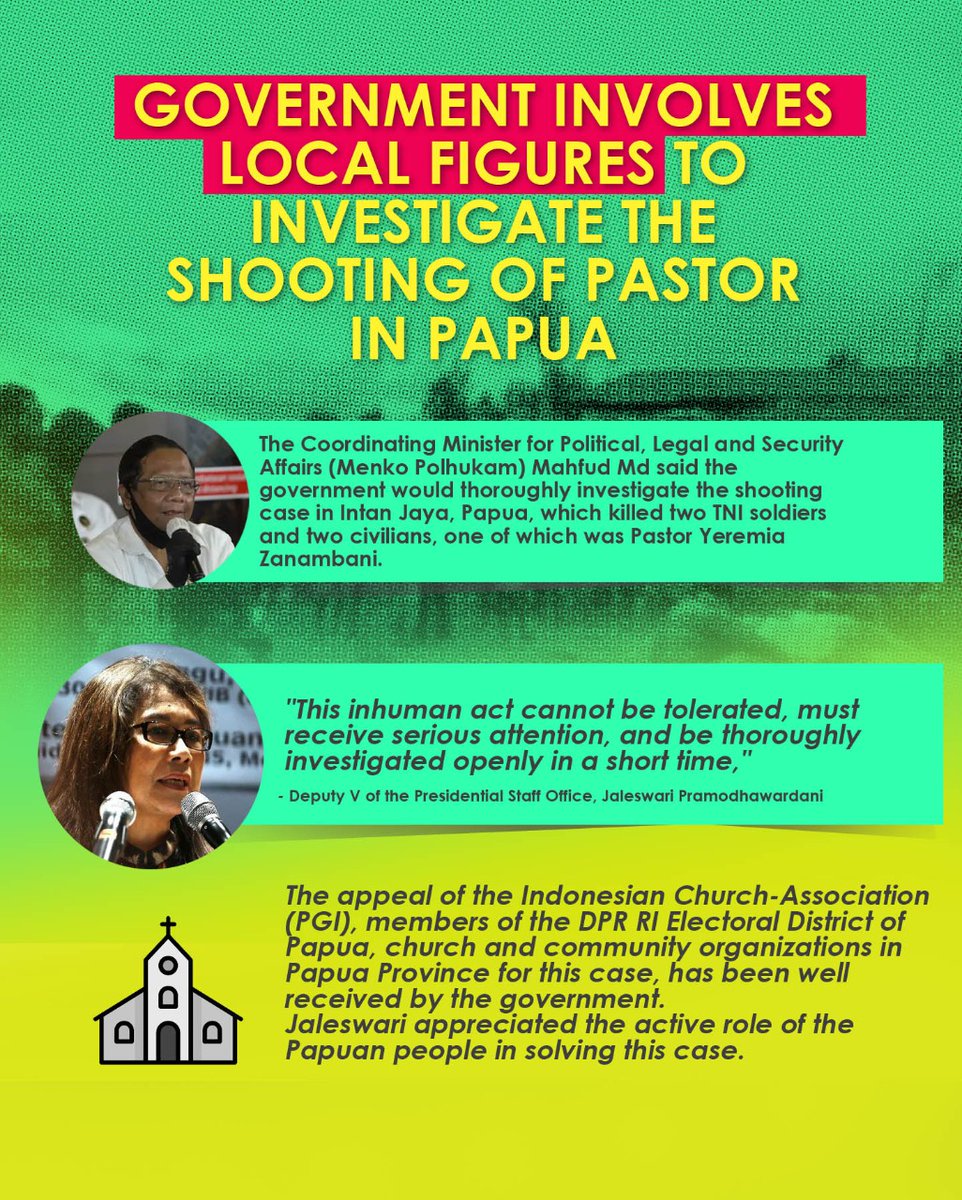 GOVERNMENT INVOLVES
LOCAL FIGURES TO
INVESTIGATE THE
SHOOTING OF PASTOR
IN PAPUA
The Coordinating Minister for Political, Legal and Security
Affairs (Menko Polhukam) Mahfud Md said the
government would thoroughly investigate the shooting
case in Intan Jaya, Papua, which killed two TNI soldiers
and two civilians, one of which was Pastor Yeremia
Zanambani.
"This inhuman act cannot be tolerated, must
receive serious attention, and be thoroughly
investigated openly in a short time,"
- Deputy V of the Presidential Staff Office, Jaleswari Pramodhawardani
The appeal of the Indonesian Church-Association
(PGI), members of the DPR RI Electoral District of
Papua, church and community organizations in
Papua Province for this case, has been well
received by the government.
Jaleswari appreciated the active role of the
Papuan people in solving this case.